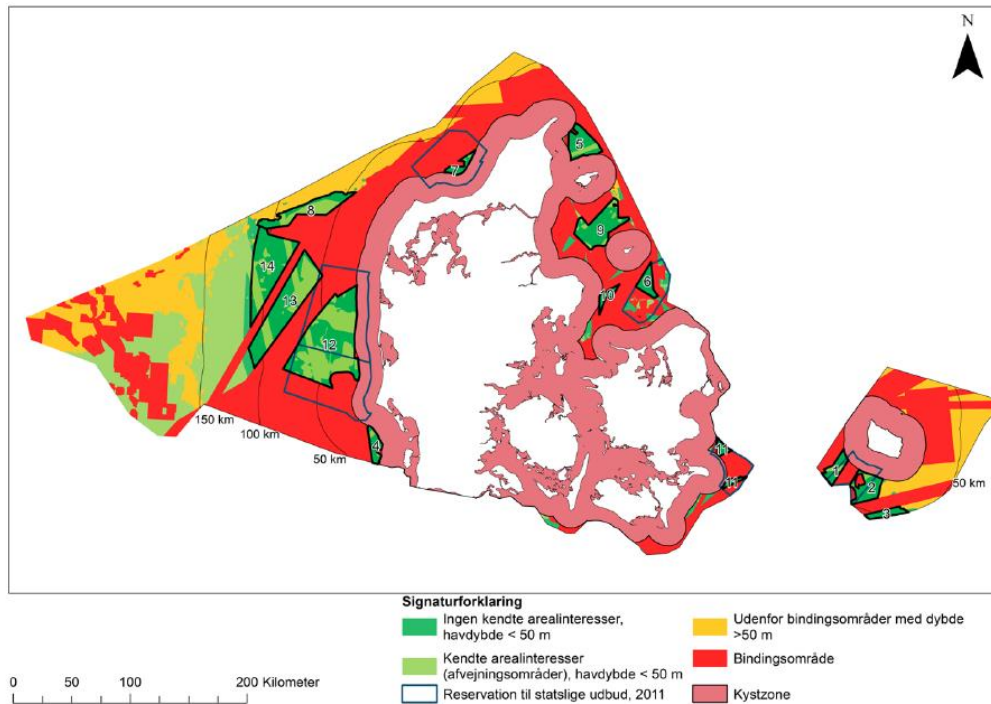 N
5
7
8
9
14
6
13
10
12
150 km
100 km
50 km
4
11
11
1
2
3
50 km
Signaturforklaring
Ingen kendte arealinteresser,
havdybde < 50 m
Kendte arealinteresser
(afvejningsområder), havdybde < 50 m
Reservation til statslige udbud, 2011
Udenfor bindingsområder med dybde
>50 m
Bindingsområde
Kystzone
0 50 100 200 Kilometer